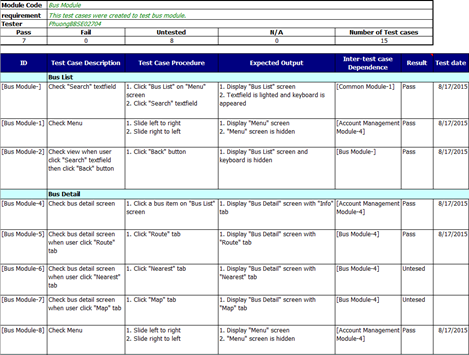 Module Code Bus Module
requirement This test cases were created to test bus module.
Tester PhuongBBSE02704
Pass Fail Untested N/A Number of Test cases
7 0 8 0 15
ID Test Case Description Test Case Procedure Expected Output Inter-test case Dependence Result Test date
Bus List
[Bus Module-] Check "Search" textfield 1. Click "Bus List" on "Menu" 1. Display "Bus List" screen [Common Module-1] Pass 8/17/2015
screen 2. Textfield is lighted and keyboard is
2. Click "Search" textfield appeared
[Bus Module-1] Check Menu 1. Slide left to right 1. Display "Menu" screen [Account Management Pass 8/17/2015
2. Slide right to left 2. "Menu" screen is hidden Module-4]
[Bus Module-2] Check view when user 1. Click "Back" button 1. Display "Bus List" screen and [Bus Module-] Pass 8/17/2015
click "Search" textfield keyboard is hidden
then click "Back" button
Bus Detail
[Bus Module-4] Check bus detail screen 1. Click a bus item on "Bus List" 1. Display "Bus Detail" screen with "Info" [Account Management Pass 8/17/2015
screen tab Module-4]
[Bus Module-5] Check bus detail screen 1. Click "Route" tab 1. Display "Bus Detail" screen with [Bus Module-4] Pass 8/17/2015
when user click "Route" "Route" tab
tab
[Bus Module-6] Check bus detail screen 1. Click "Nearest" tab 1. Display "Bus Detail" screen with [Bus Module-4] Untesed
when user click "Nearest" "Nearest" tab
tab
[Bus Module-7] Check bus detail screen 1. Click "Map" tab 1. Display "Bus Detail" screen with [Bus Module-4] Untesed
when user click "Map" tab "Map" tab
[Bus Module-8] Check Menu 1. Slide left to right 1. Display "Menu" screen [Account Management Pass 8/17/2015
2. Slide right to left 2. "Menu" screen is hidden Module-4]